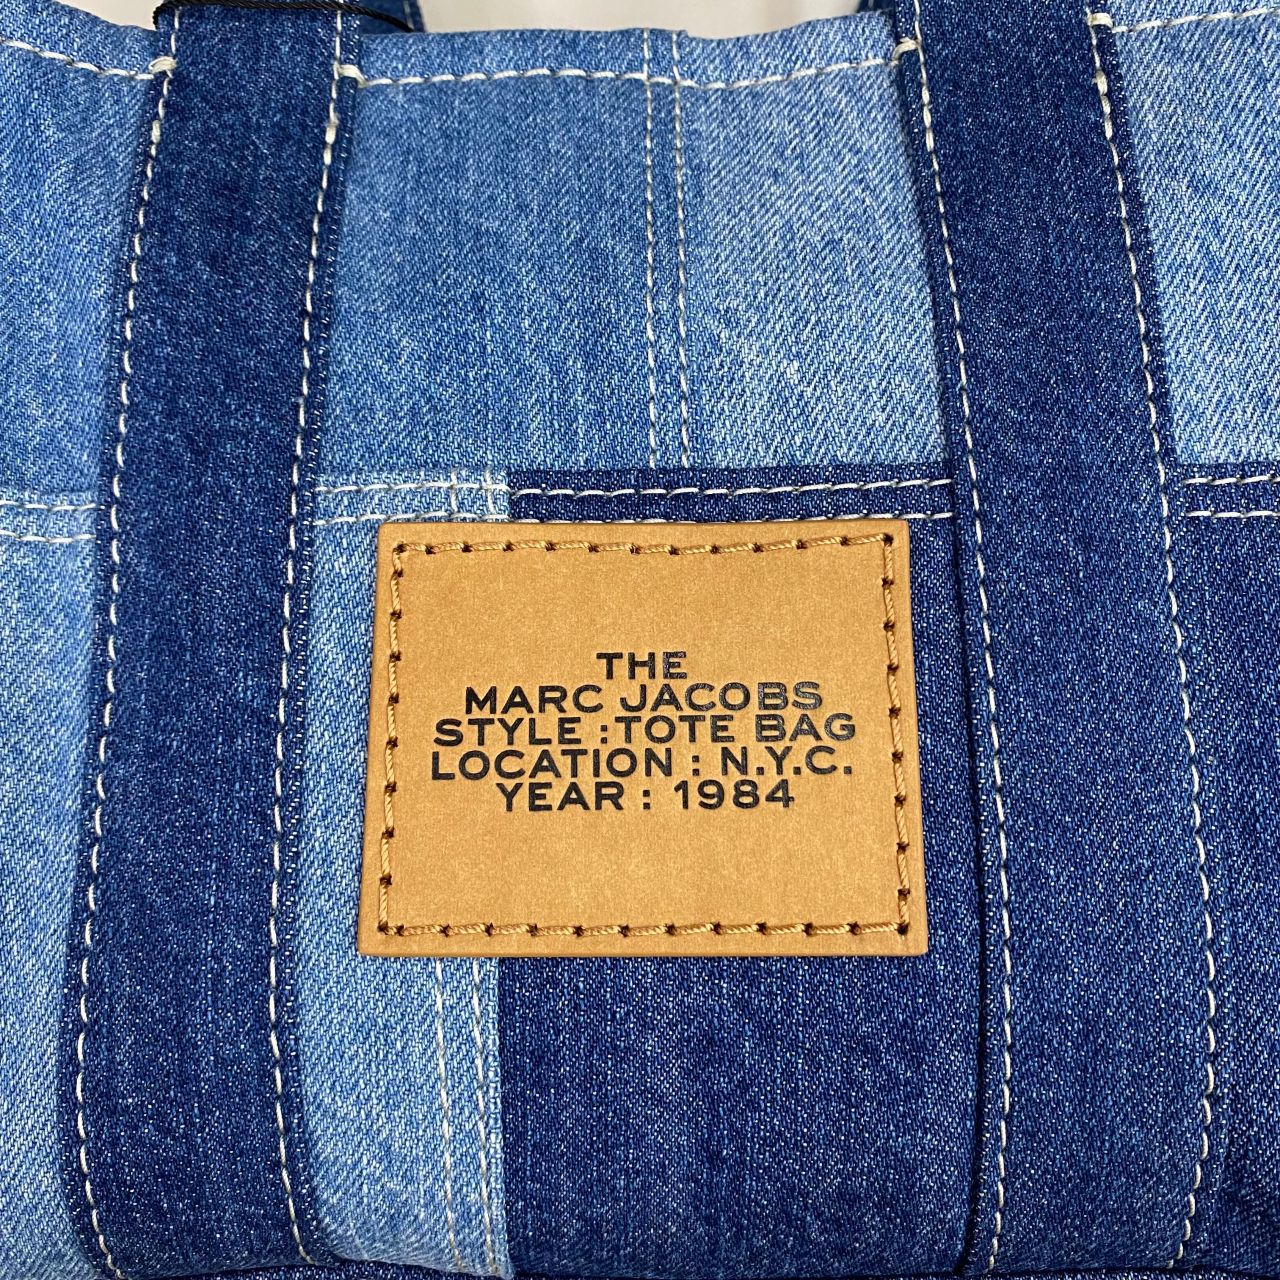 THE
MARC JACOBS
STYLE : TOTE BAG
LOCATION : N.Y.C.
YEAR : 1984